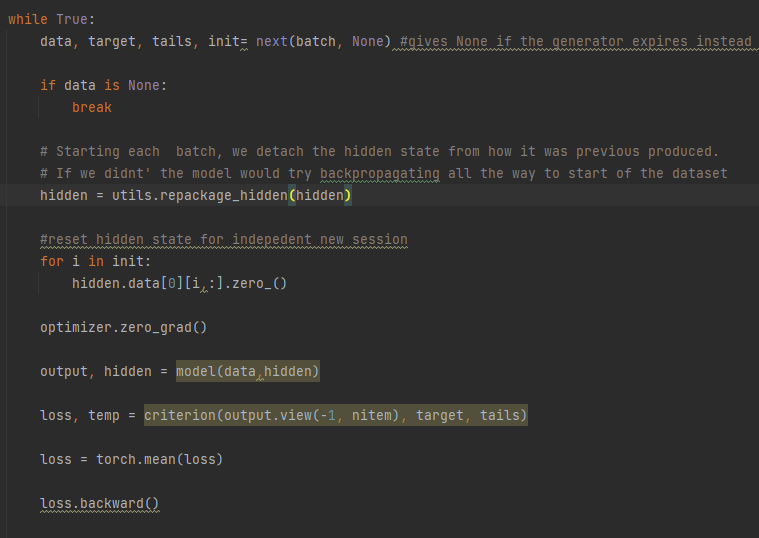 while True:
data, target, tails, init= next(batch, None) #gives None if the generator expires instead
if data is None:
break
# Starting each  batch, we detach the hidden state from how it was previous produced.
# If we didnt' the model would try backpropagating all the way to start of the dataset
hidden = utils.repackage_hidden(hidden)
#reset hidden state for indepedent new session
for i in init:
hidden.data[0][i,:].zero_()
optimizer.zero_grad()
output, hidden = model(data,hidden)
loss, temp = criterion(output.view(-1, nitem), target, tails)
loss = torch.mean(loss)
loss.backward()